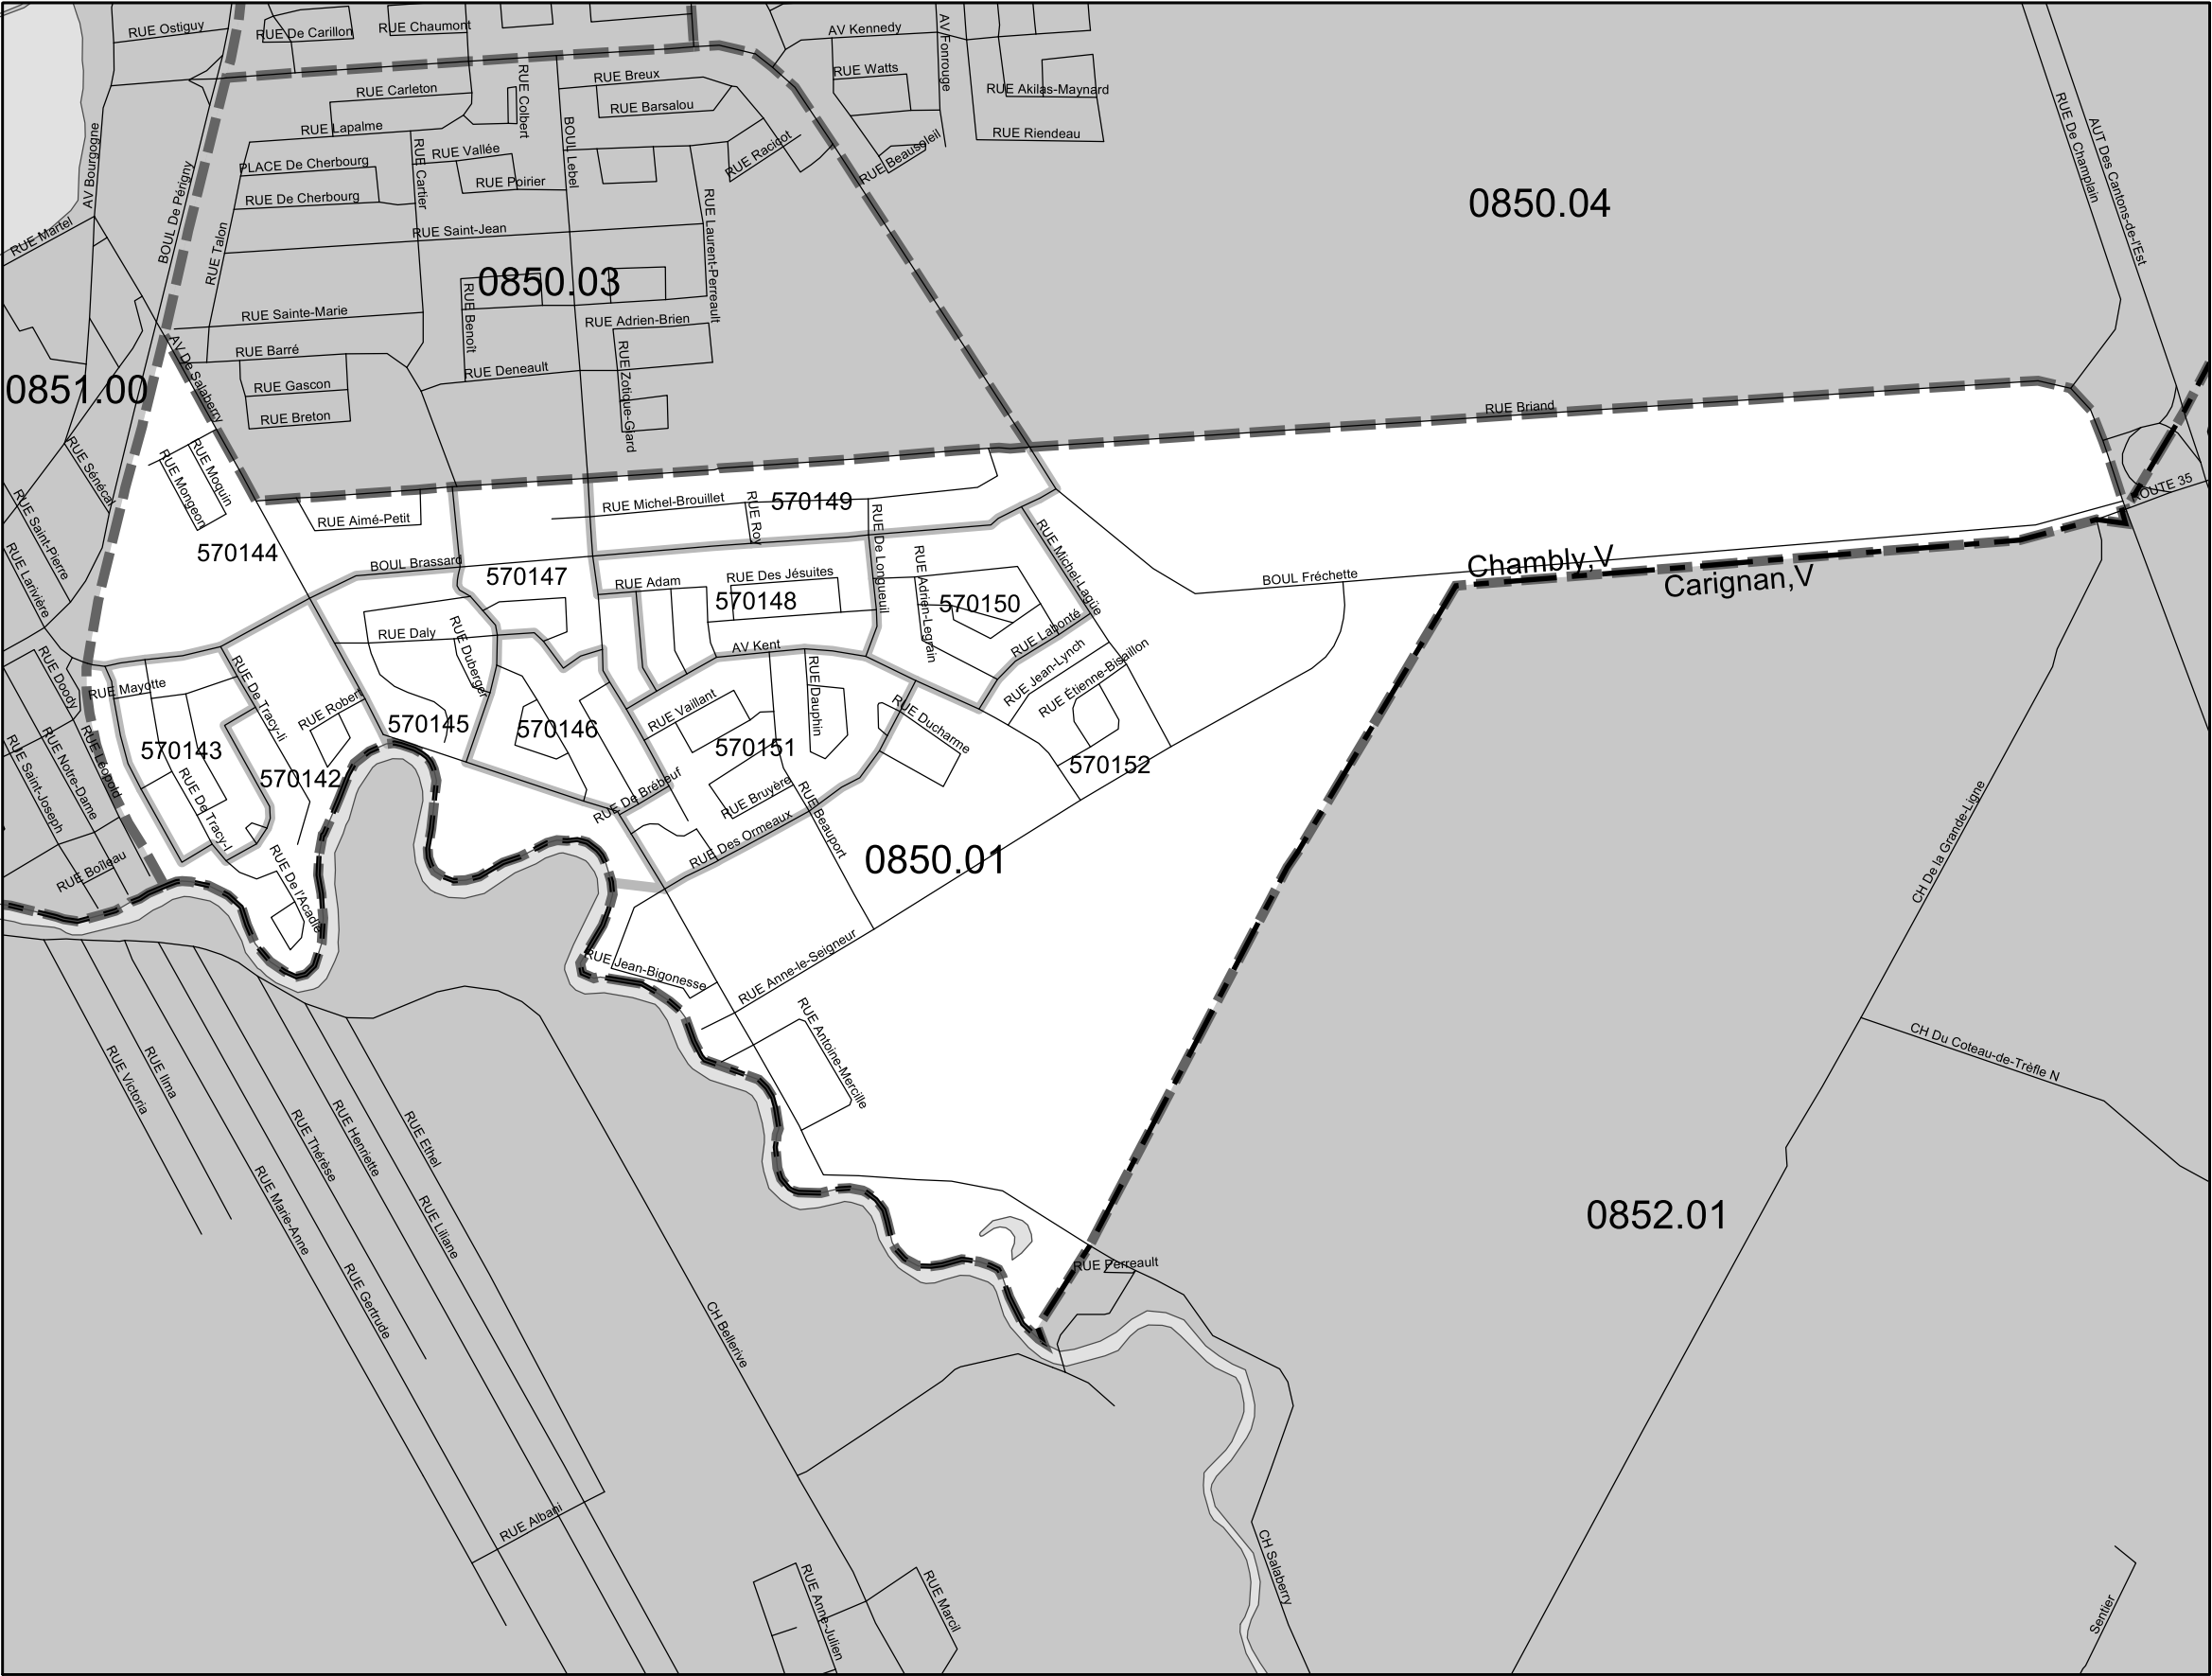 RUE Ostiguy
RUE De Carillon
RUE Chaumont
AV Kennedy
AV Fonrouge
RUE Watts
RUE Akilas-Maynard
RUE Riendeau
RUE Beausoleil
RUE Breux
RUE Barsalou
RUE Racicot
RUE Colbert
BOUL Lebel
RUE Carleton
RUE Lapalme
RUE Cartier
RUE Vallée
RUE Poirier
PLACE De Cherbourg
RUE De Cherbourg
AV Bourgogne
BOUL De Périgny
RUE Martel
RUE Talon
RUE Saint-Jean
RUE Laurent-Perreault
0850.03
0850.04
RUE De Champlain
AUT Des Cantons-de-l'Est
RUE Sainte-Marie
RUE Benoît
RUE Adrien-Brien
RUE Zotique-Giard
RUE Barré
RUE Deneault
RUE Gascon
RUE Breton
AV De Salaberry
0851.00
RUE Briand
RUE Sénécal
RUE Mongeon
RUE Moquin
RUE Saint-Pierre
RUE Larivière
RUE Aimé-Petit
RUE Michel-Brouillet
RUE Roy
570149
RUE De Longueuil
ROUTE 35
570144
BOUL Brassard
570147
RUE Adam
RUE Des Jésuites
570148
RUE Adrien-Legrain
570150
RUE Michel-Lagüe
RUE Labonté
BOUL Fréchette
Chambly,V
Carignan,V
RUE Daly
RUE Duberger
AV Kent
RUE Jean-Lynch
RUE Étienne-Bisaillon
RUE Doody
RUE Mayotte
RUE De Tracy-Ii
RUE Robert
570145
570146
RUE Vaillant
RUE Dauphin
RUE Ducharme
570143
570142
570151
570152
RUE Léopold
RUE Notre-Dame
RUE Saint-Joseph
RUE De Tracy-I
RUE De Brébeuf
RUE Bruyère
RUE Beauport
RUE Des Ormeaux
RUE Boileau
RUE De l'Acadie
0850.01
CH De la Grande-Ligne
RUE Jean-Bigonesse
RUE Anne-le-Seigneur
RUE Antoine-Mercille
CH Du Coteau-de-Trèfle N
RUE Victoria
RUE Ilma
RUE Thérèse
RUE Henriette
RUE Ethel
RUE Marie-Anne
RUE Liliane
RUE Gertrude
0852.01
RUE Perreault
CH Bellerive
RUE Albani
CH Salaberry
RUE Anne-Julien
RUE Marcil
Sentier